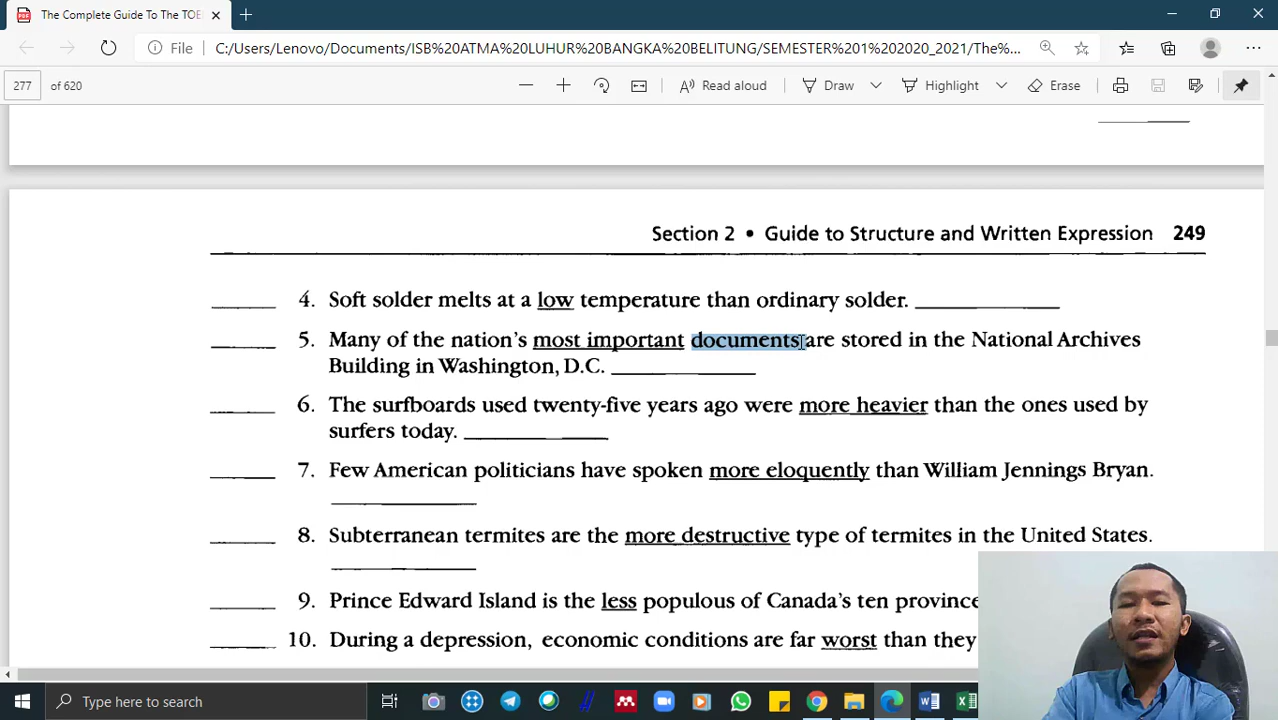 The Complete Guide To The TOE
File C:/Users/Lenovo/Documents/ISB%20ATMA%20LUHUR%20BANGKA%20BELITUNG/SEMESTER%201%202020_2021/The%...
277 of 620 Read aloud Draw Highlight Erase
Section 2 • Guide to Structure and Written Expression 249
4. Soft solder melts at a low temperature than ordinary solder.
5. Many of the nation's most important documents are stored in the National Archives
Building in Washington, D.C.
6. The surfboards used twenty-five years ago were more heavier than the ones used by
surfers today.
7. Few American politicians have spoken more eloquently than William Jennings Bryan.
8. Subterranean termites are the more destructive type of termites in the United States.
9. Prince Edward Island is the less populous of Canada's ten province
10. During a depression, economic conditions are far worst than they
Type here to search